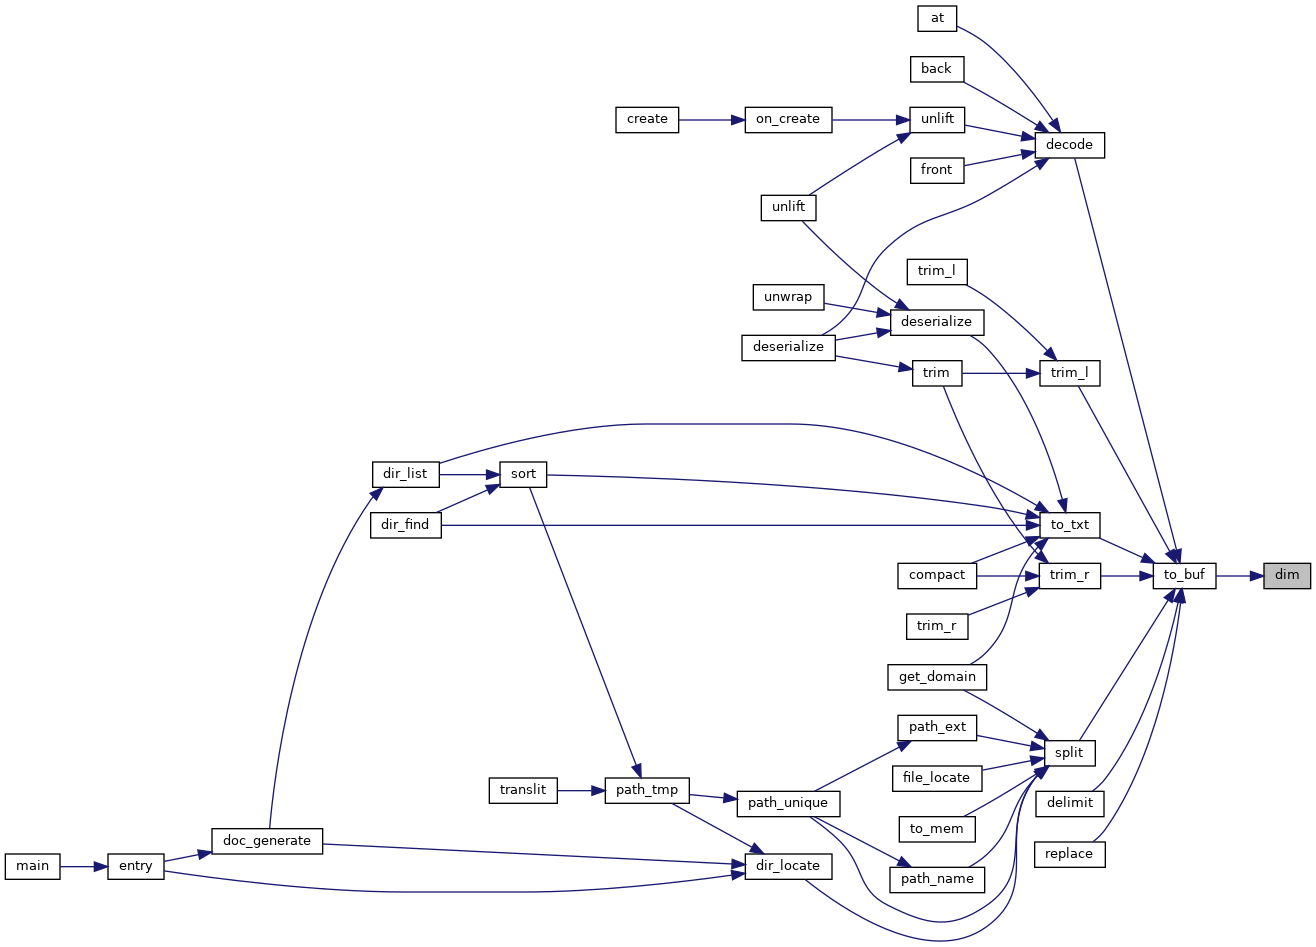 at
back
create
on_create
unlift
decode
front
unlift
trim_l
unwrap
deserialize
deserialize
trim
trim_l
dir_list
sort
dir_find
to_txt
compact
trim_r
to_buf
dim
trim_r
get_domain
path_ext
split
file_locate
translit
path_tmp
path_unique
delimit
to_mem
doc_generate
replace
main
entry
dir_locate
path_name